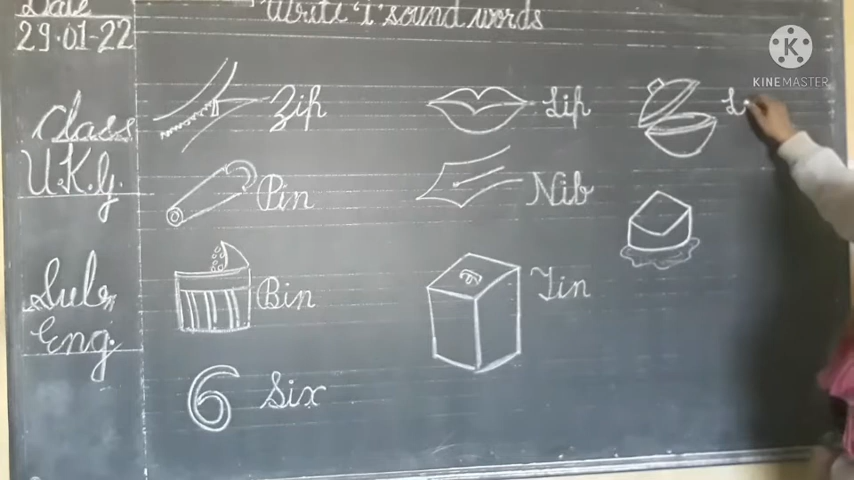 Date
29.01-22
Write 'i' sound words
Class
U.K.G.
Sub,,
Eng.
Zip
Pin
Bin
6 Six
Lip
Nib
Tin
K
KINEMASTER